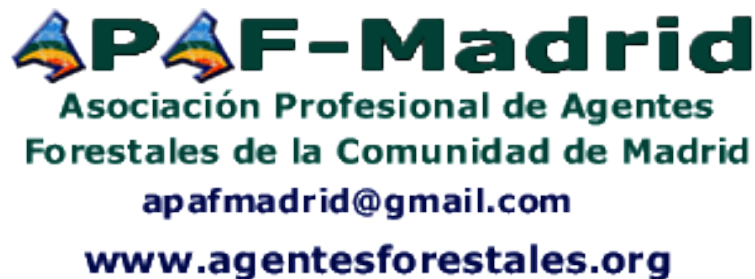 APAF-Madrid
Asociación Profesional de Agentes
Forestales de la Comunidad de Madrid
apafmadrid@gmail.com
www.agentesforestales.org